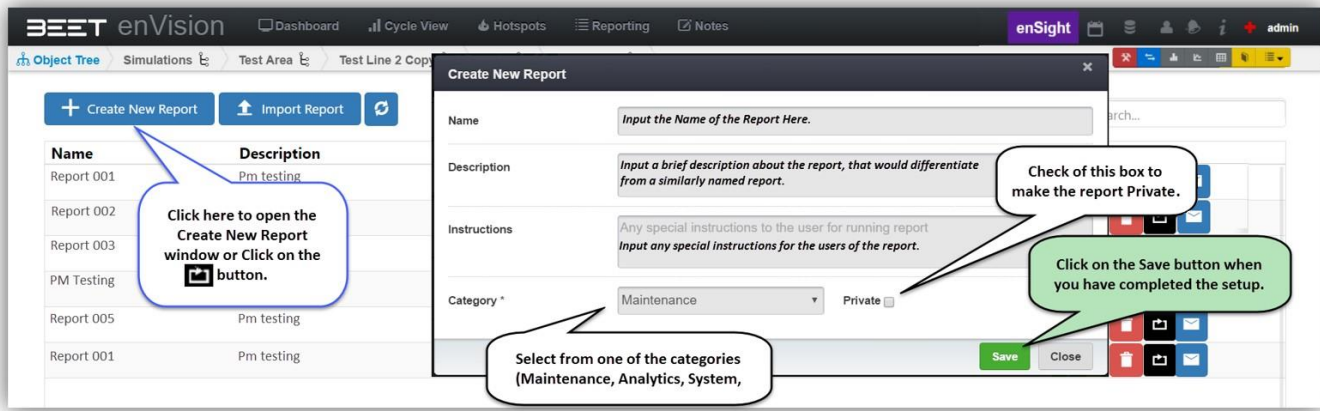 BEET enVision Dashboard Cycle View Hotspots Reporting Notes enSight i admin
Object Tree Simulations Test Area Test Line 2 Copy
Create New Report ×
+ Create New Report Import Report
arch...
Name Description
Report 001 Pm testing
Report 002
Report 003
PM Testing
Report 005 Pm testing
Report 001 Pm testing
Click here to open the
Create New Report
window or Click on the
button.
Name Input the Name of the Report Here.
Description Input a brief description about the report, that would differentiate
from a similarly named report.
Instructions Any special instructions to the user for running report
Input any special instructions for the users of the report.
Category * Maintenance Private
Save Close
Check of this box to
make the report Private.
Click on the Save button when
you have completed the setup.
Select from one of the categories
(Maintenance, Analytics, System,